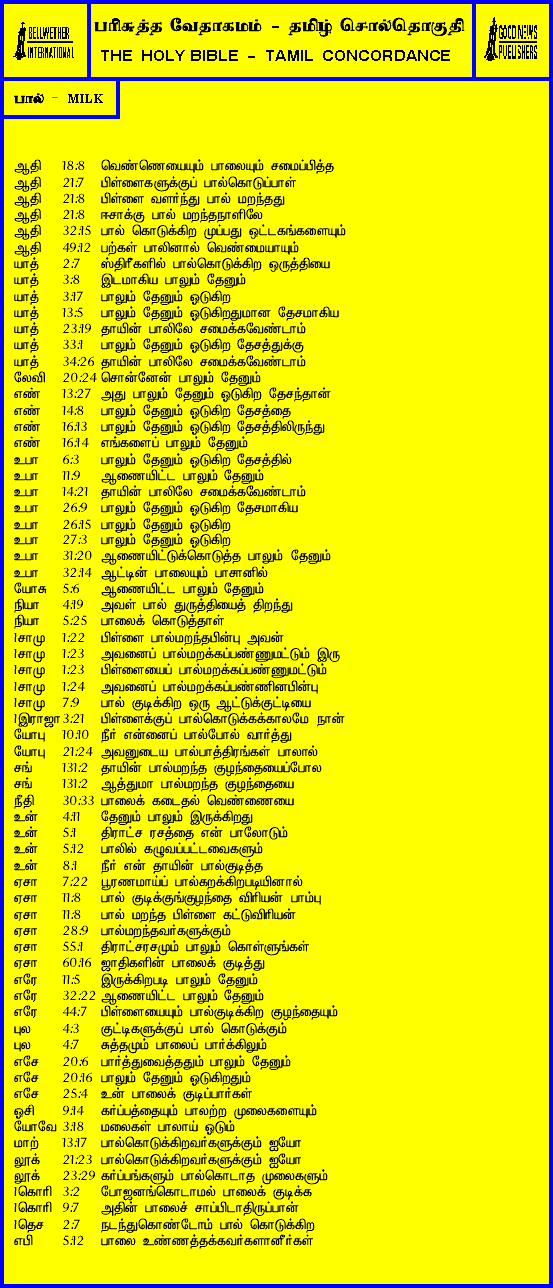 BELLWETHER
INTERNATIONAL
பரிசுத்த வேதாகமம் - தமிழ் சொல்தொகுதி
THE HOLY BIBLE - TAMIL CONCORDANCE
GOOD NEWS
PUBLISHERS
பால் - MILK
ஆதி 18:8 வெண்ணெயையும் பாலையும் சமைப்பித்த
ஆதி 21:7 பிள்ளைகளுக்குப் பால்கொடுப்பாள்
ஆதி 21:8 பிள்ளை வளர்ந்து பால் மறந்தது
ஆதி 21:8 ஈசாக்கு பால் மறந்தநாளிலே
ஆதி 32:15 பால் கொடுக்கிற முப்பது ஒட்டகங்களையும்
ஆதி 49:12 பற்கள் பாலினால் வெண்மையாயும்
யாத் 2:7 ஸ்திரீகளில் பால்கொடுக்கிற ஒருத்தியை
யாத் 3:8 இடமாகிய பாலும் தேனும்
யாத் 3:17 பாலும் தேனும் ஓடுகிற
யாத் 13:5 பாலும் தேனும் ஓடுகிறதுமான தேசமாகிய
யாத் 23:19 தாயின் பாலிலே சமைக்கவேண்டாம்
யாத் 33:1 பாலும் தேனும் ஓடுகிற தேசத்துக்கு
யாத் 34:26 தாயின் பாலிலே சமைக்கவேண்டாம்
லேவி 20:24 சொன்னேன் பாலும் தேனும்
எண் 13:27 அது பாலும் தேனும் ஓடுகிற தேசந்தான்
எண் 14:8 பாலும் தேனும் ஓடுகிற தேசத்தை
எண் 16:13 பாலும் தேனும் ஓடுகிற தேசத்திலிருந்து
எண் 16:14 எங்களைப் பாலும் தேனும்
உபா 6:3 பாலும் தேனும் ஓடுகிற தேசத்தில்
உபா 11:9 ஆணையிட்ட பாலும் தேனும்
உபா 14:21 தாயின் பாலிலே சமைக்கவேண்டாம்
உபா 26:9 பாலும் தேனும் ஓடுகிற தேசமாகிய
உபா 26:15 பாலும் தேனும் ஓடுகிற
உபா 27:3 பாலும் தேனும் ஓடுகிற
உபா 31:20 ஆணையிட்டுக்கொடுத்த பாலும் தேனும்
உபா 32:14 ஆட்டின் பாலையும் பாசானில்
யோசு 5:6 ஆணையிட்ட பாலும் தேனும்
நியா 4:19 அவள் பால் துருத்தியைத் திறந்து
நியா 5:25 பாலைக் கொடுத்தாள்
1சாமு 1:22 பிள்ளை பால்மறந்தபின்பு அவன்
1சாமு 1:23 அவனைப் பால்மறக்கப்பண்ணுமட்டும் இரு
1சாமு 1:23 பிள்ளையைப் பால்மறக்கப்பண்ணுமட்டும்
1சாமு 1:24 அவனைப் பால்மறக்கப்பண்ணினபின்பு
1சாமு 7:9 பால் குடிக்கிற ஒரு ஆட்டுக்குட்டியை
1இராஜா 3:21 பிள்ளைக்குப் பால்கொடுக்கக்காலமே நான்
யோபு 10:10 நீர் என்னைப் பால்போல் வார்த்து
யோபு 21:24 அவனுடைய பால்பாத்திரங்கள் பாலால்
சங் 131:2 தாயின் பால்மறந்த குழந்தையைப்போல
சங் 131:2 ஆத்துமா பால்மறந்த குழந்தையை
நீதி 30:33 பாலைக் கடைதல் வெண்ணையை
உன் 4:11 தேனும் பாலும் இருக்கிறது
உன் 5:1 திராட்ச ரசத்தை என் பாலோடும்
உன் 5:12 பாலில் கழுவப்பட்டவைகளும்
உன் 8:1 நீர் என் தாயின் பால்குடித்த
ஏசா 7:22 பூரணமாய்ப் பால்கறக்கிறபடியினால்
ஏசா 11:8 பால் குடிக்குங்குழந்தை விரியன் பாம்பு
ஏசா 11:8 பால் மறந்த பிள்ளை கட்டுவிரியன்
ஏசா 28:9 பால்மறந்தவர்களுக்கும்
ஏசா 55:1 திராட்சரசமும் பாலும் கொள்ளுங்கள்
ஏசா 60:16 ஜாதிகளின் பாலைக் குடித்து
எரே 11:5 இருக்கிறபடி பாலும் தேனும்
எரே 32:22 ஆணையிட்ட பாலும் தேனும்
எரே 44:7 பிள்ளையையும் பால்குடிக்கிற குழந்தையும்
புல 4:3 குட்டிகளுக்குப் பால் கொடுக்கும்
புல 4:7 சுத்தமும் பாலைப் பார்க்கிலும்
எசே 20:6 பார்த்துவைத்ததும் பாலும் தேனும்
எசே 20:16 பாலும் தேனும் ஓடுகிறதும்
எசே 25:4 உன் பாலைக் குடிப்பார்கள்
ஓசி 9:14 கர்ப்பத்தையும் பாலற்ற முலைகளையும்
யோவே 3:18 மலைகள் பாலாய் ஓடும்
மாற் 13:17 பால்கொடுக்கிறவர்களுக்கும் ஐயோ
லூக் 21:23 பால்கொடுக்கிறவர்களுக்கும் ஐயோ
லூக் 23:29 கர்ப்பங்களும் பால்கொடாத முலைகளும்
1கொரி 3:2 போஜனங்கொடாமல் பாலைக் குடிக்க
1கொரி 9:7 அதின் பாலைச் சாப்பிடாதிருப்பான்
1தெச 2:7 நடந்துகொண்டோம் பால் கொடுக்கிற
எபி 5:12 பாலை உண்ணத்தக்கவர்களானீர்கள்